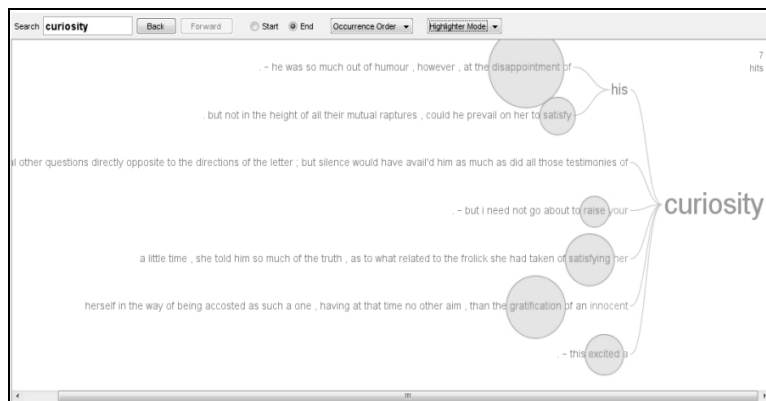 Search curiosity Back Forward Start End Occurrence Order Highlighter Mode
7
hits
. – he was so much out of humour , however , at the disappointment of
his
. but not in the height of all their mutual raptures , could he prevail on her to satisfy
al other questions directly opposite to the directions of the letter ; but silence would have avail'd him as much as did all those testimonies of
curiosity
. – but i need not go about to raise your
a little time , she told him so much of the truth , as to what related to the frolick she had taken of satisfying her
herself in the way of being accosted as such a one , having at that time no other aim , than the gratification of an innocent
. – this excited a